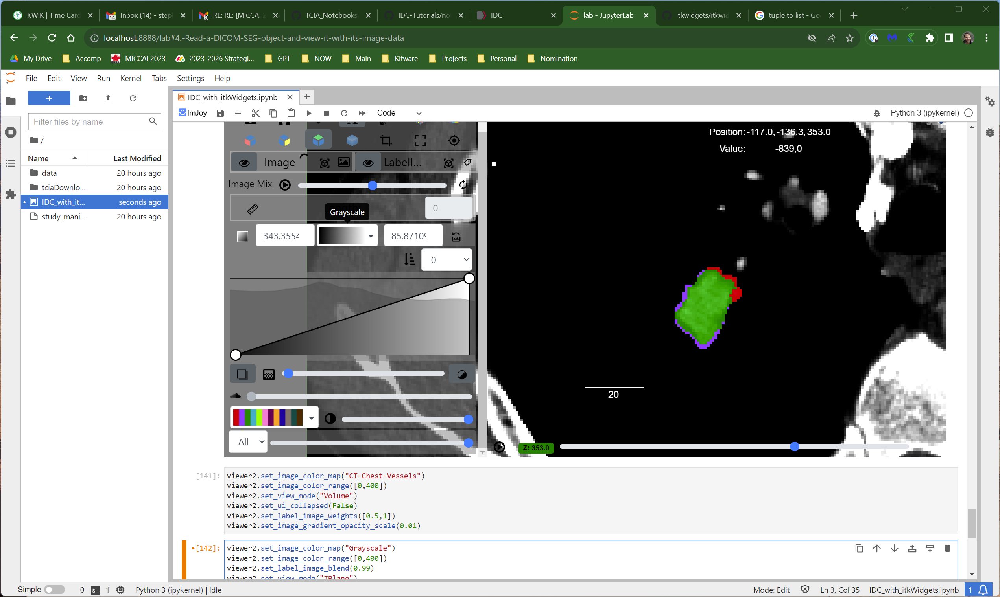 KWiK | Time Card
Inbox (14) - step
RE: RE: [MICCAI 2
TCIA_Notebooks,
IDC-Tutorials/no
IDC
lab - JupyterLab
itkwidgets/itkwid
tuple to list - Goo
localhost:8888/lab#4.-Read-a-DICOM-SEG-object-and-view-it-with-its-image-data
My Drive
Accomp
MICCAI 2023
2023-2026 Strategi...
GPT
NOW
Main
Kitware
Projects
Personal
Nomination
File Edit View Run Kernel Tabs Settings Help
Filter files by name
/
Name Last Modified
data 20 hours ago
tciaDownlo... 20 hours ago
IDC_with_it... seconds ago
study_mani... 20 hours ago
IDC_with_itkWidgets.ipynb
ImJoy
Code
Python 3 (ipykernel)
Image
Labell...
Image Mix
0
Grayscale
343.3554
85.87109
0
All
Position: -117.0, -136.3, 353.0
Value: -839,0
20
Z: 353.0
[141]:
viewer2.set_image_color_map("CT-Chest-Vessels")
viewer2.set_image_color_range([0,400])
viewer2.set_view_mode("Volume")
viewer2.set_ui_collapsed(False)
viewer2.set_label_image_weights([0.5,1])
viewer2.set_image_gradient_opacity_scale(0.01)
•[142]:
viewer2.set_image_color_map("Grayscale")
viewer2.set_image_color_range([0,400])
viewer2.set_label_image_blend(0.99)
viewer2.set_view_mode("ZPlane")
Simple 0 $_ 1 Python 3 (ipykernel) | Idle
Mode: Edit Ln 3, Col 35 IDC_with_itkWidgets.ipynb 1